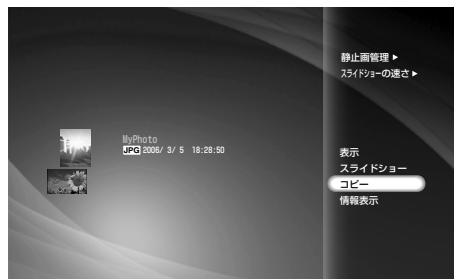 静止画管理 ▶
スライドショーの速さ ▶
MyPhoto
JPG 2006/ 3/ 5 18:28:50
表示
スライドショー
コピー
情報表示